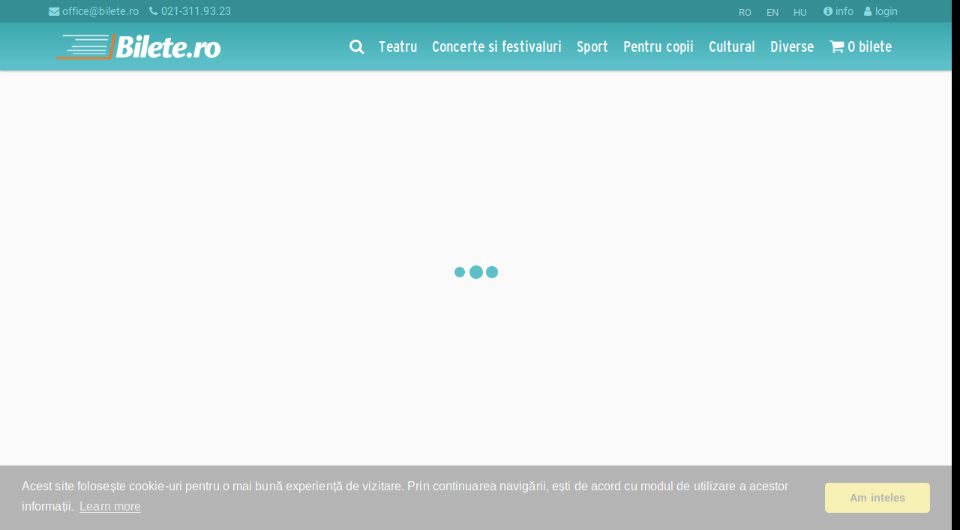 office@bilete.ro 021-311.93.23 RO EN HU info login
Bilete.ro Teatru Concerte si festivaluri Sport Pentru copii Cultural Diverse 0 bilete
Acest site folosește cookie-uri pentru o mai bună experiență de vizitare. Prin continuarea navigării, ești de acord cu modul de utilizare a acestor
informații. Learn more
Am inteles